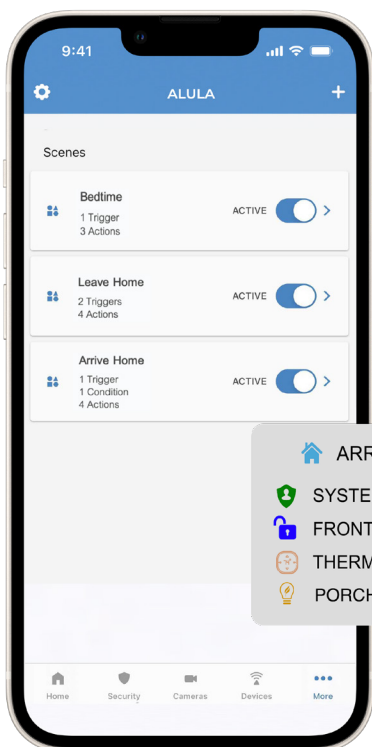 9:41
ALULA
Scenes
Bedtime
1 Trigger
3 Actions
ACTIVE
Leave Home
2 Triggers
4 Actions
ACTIVE
Arrive Home
1 Trigger
1 Condition
4 Actions
ACTIVE
ARR
SYSTE
FRONT
THERM
PORCH
Home
Security
Cameras
Devices
More